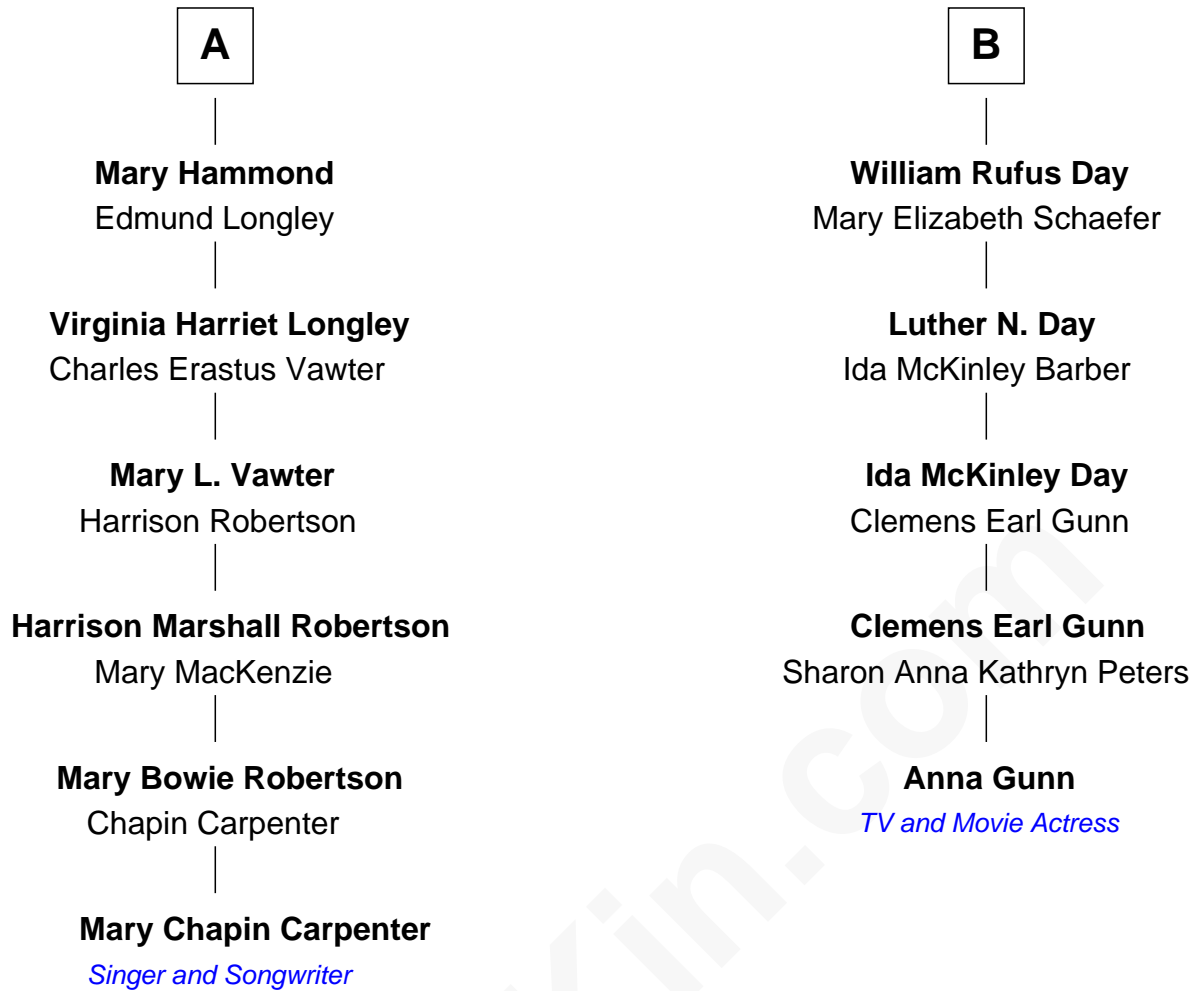 A
Mary Hammond
Edmund Longley
Virginia Harriet Longley
Charles Erastus Vawter
Mary L. Vawter
Harrison Robertson
Harrison Marshall Robertson
Mary MacKenzie
Mary Bowie Robertson
Chapin Carpenter
Mary Chapin Carpenter
Singer and Songwriter
B
William Rufus Day
Mary Elizabeth Schaefer
Luther N. Day
Ida McKinley Barber
Ida McKinley Day
Clemens Earl Gunn
Clemens Earl Gunn
Sharon Anna Kathryn Peters
Anna Gunn
TV and Movie Actress
Kin.com